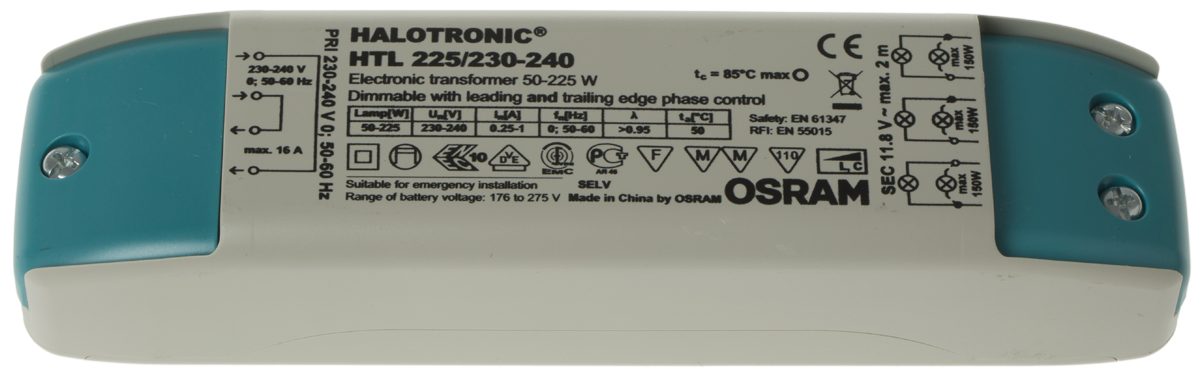 PRI 230-240 V 0; 50-60 Hz
230-240 V
0; 50-60 Hz
max. 16 A
HALOTRONIC®
HTL 225/230-240
Electronic transformer 50-225 W
tc = 85°C max
Dimmable with leading and trailing edge phase control
Lamp[W] Un[V] In[A] fn[Hz] λ ta[°C]
50-225 230-240 0.25-1 0; 50-60 >0.95 50
Safety: EN 61347
RFI: EN 55015
10 VDE EMC PC AR 46 F M M 110 L, C
Suitable for emergency installation SELV
Range of battery voltage: 176 to 275 V Made in China by OSRAM
OSRAM
CE
SEC 11.8 V ~ max. 2 m
max 150W
max 150W
max 150W